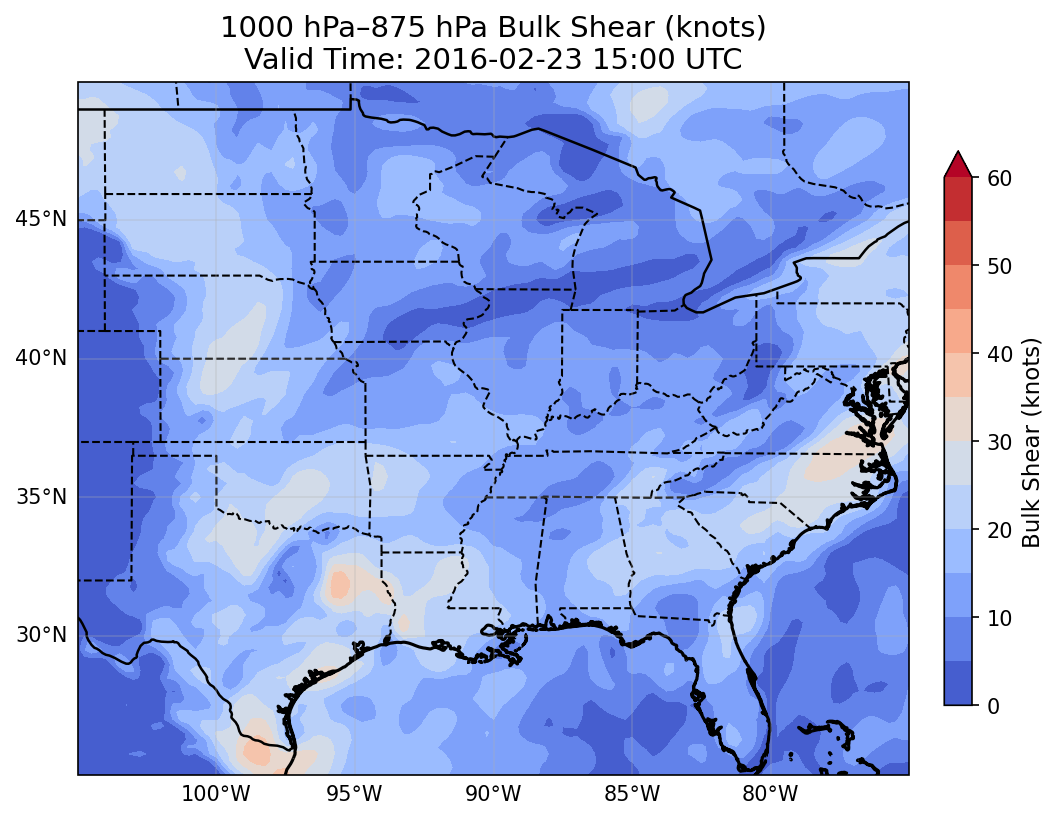 1000 hPa–875 hPa Bulk Shear (knots)
Valid Time: 2016-02-23 15:00 UTC
45°N
40°N
35°N
30°N
100°W
95°W
90°W
85°W
80°W
60
50
40
30
20
10
0
Bulk Shear (knots)